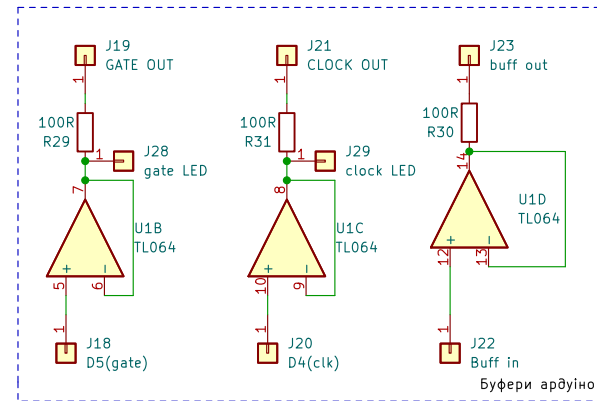 J19
GATE OUT
1
100R
R29
1
J28
gate LED
7
U1B
TL064
+
-
5
6
1
J18
D5(gate)
J21
CLOCK OUT
1
100R
R31
1
J29
clock LED
8
U1C
TL064
+
-
10
9
1
J20
D4(clk)
J23
buff out
1
100R
R30
14
U1D
TL064
+
-
12
13
1
J22
Buff in
Буфери ардуіно